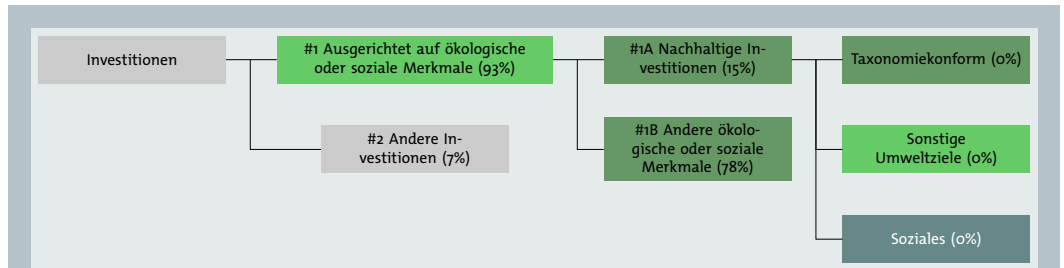 Investitionen
#1 Ausgerichtet auf ökologische
oder soziale Merkmale (93%)
#1A Nachhaltige In-
vestitionen (15%)
Taxonomiekonform (0%)
#2 Andere In-
vestitionen (7%)
#1B Andere ökolo-
gische oder soziale
Merkmale (78%)
Sonstige
Umweltziele (0%)
Soziales (0%)